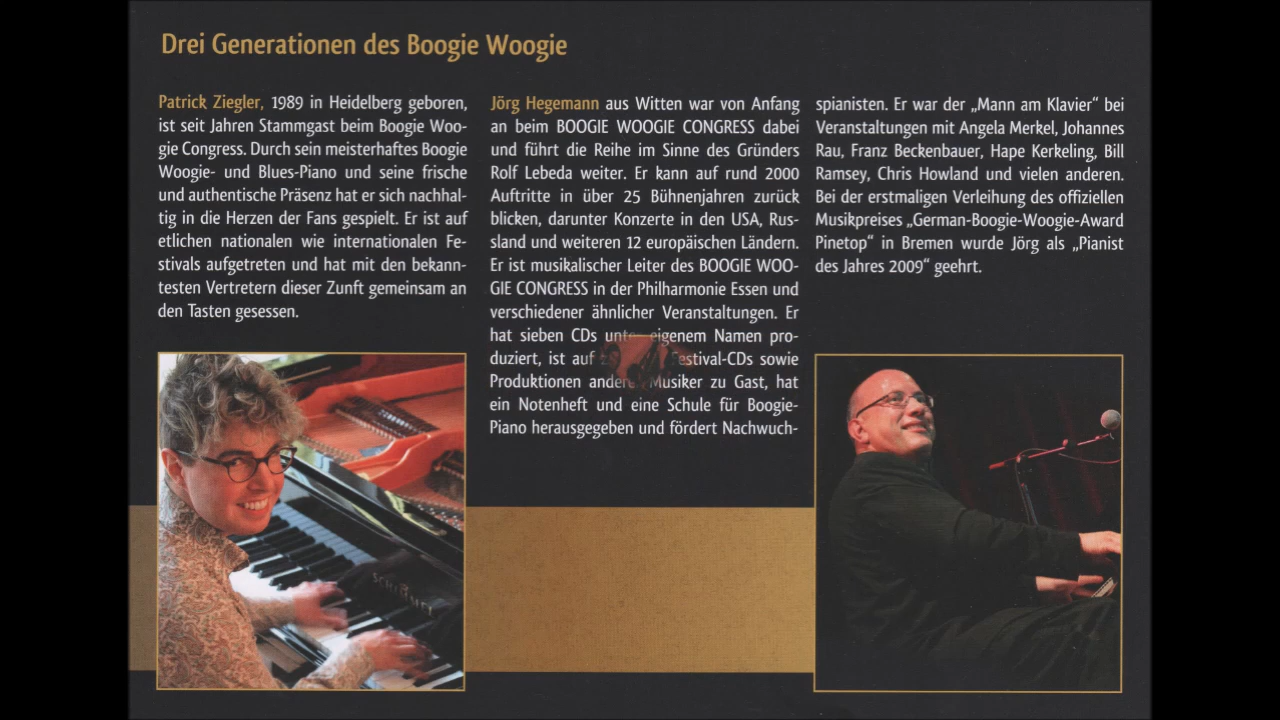 Drei Generationen des Boogie Woogie
Patrick Ziegler, 1989 in Heidelberg geboren,
ist seit Jahren Stammgast beim Boogie Woo-
gie Congress. Durch sein meisterhaftes Boogie
Woogie- und Blues-Piano und seine frische
und authentische Präsenz hat er sich nachhal-
tig in die Herzen der Fans gespielt. Er ist auf
etlichen nationalen wie internationalen Fe-
stivals aufgetreten und hat mit den bekann-
testen Vertretern dieser Zunft gemeinsam an
den Tasten gesessen.
Jörg Hegemann aus Witten war von Anfang
an beim BOOGIE WOOGIE CONGRESS dabei
und führt die Reihe im Sinne des Gründers
Rolf Lebeda weiter. Er kann auf rund 2000
Auftritte in über 25 Bühnenjahren zurück
blicken, darunter Konzerte in den USA, Rus-
sland und weiteren 12 europäischen Ländern.
Er ist musikalischer Leiter des BOOGIE WOO-
GIE CONGRESS in der Philharmonie Essen und
verschiedener ähnlicher Veranstaltungen. Er
hat sieben CDs unter eigenem Namen pro-
duziert, ist auf Festival-CDs sowie
Produktionen anderer Musiker zu Gast, hat
ein Notenheft und eine Schule für Boogie-
Piano herausgegeben und fördert Nachwuch-
spianisten. Er war der „Mann am Klavier“ bei
Veranstaltungen mit Angela Merkel, Johannes
Rau, Franz Beckenbauer, Hape Kerkeling, Bill
Ramsey, Chris Howland und vielen anderen.
Bei der erstmaligen Verleihung des offiziellen
Musikpreises „German-Boogie-Woogie-Award
Pinetop“ in Bremen wurde Jörg als „Pianist
des Jahres 2009“ geehrt.
SCHIMMEL